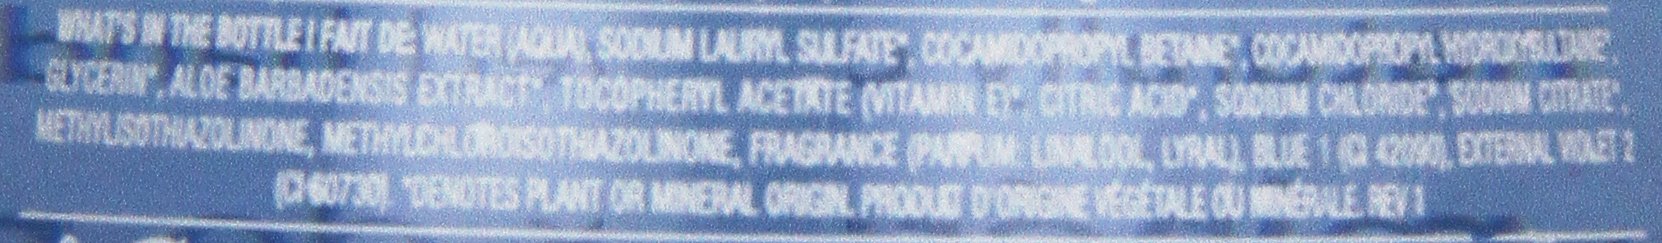 WHAT'S IN THE BOTTLE | FAIT DE: WATER (AQUA), SODIUM LAURYL SULFATE*, COCAMIDOPROPYL BETAINE*, COCAMIDOPROPYL HYDROXYSULTAINE*,
GLYCERIN*, ALOE BARBADENSIS EXTRACT*, TOCOPHERYL ACETATE (VITAMIN E)*, CITRIC ACID*, SODIUM CHLORIDE*, SODIUM CITRATE*,
METHYLISOTHIAZOLINONE, METHYLCHLOROISOTHIAZOLINONE, FRAGRANCE (PARFUM: LINALOOL, LYRAL), BLUE 1 (CI 42090), EXTERNAL VIOLET 2
(CI 60730). *DENOTES PLANT OR MINERAL ORIGIN. PRODUIT D'ORIGINE VÉGÉTALE OU MINÉRALE. REV 1